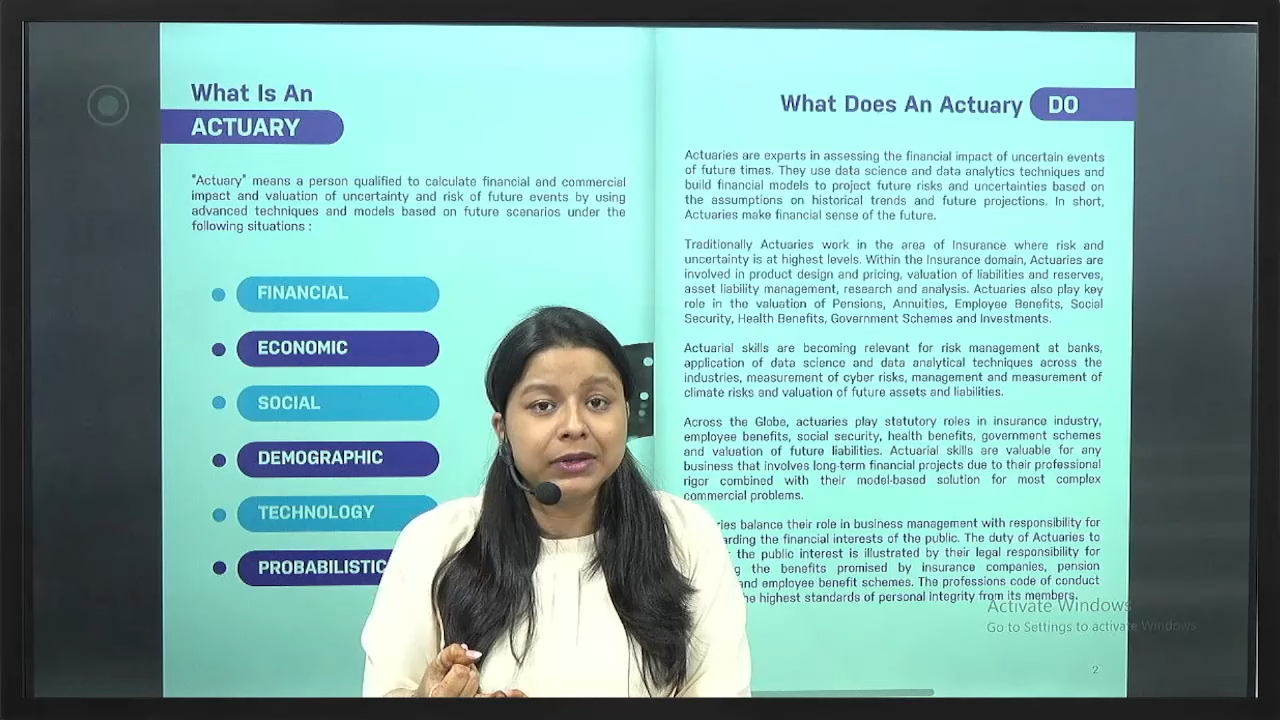 What Is An
ACTUARY
"Actuary" means a person qualified to calculate financial and commercial
impact and valuation of uncertainty and risk of future events by using
advanced techniques and models based on future scenarios under the
following situations :
FINANCIAL
ECONOMIC
SOCIAL
DEMOGRAPHIC
TECHNOLOGY
PROBABILISTIC
What Does An Actuary DO
Actuaries are experts in assessing the financial impact of uncertain events
of future times. They use data science and data analytics techniques and
build financial models to project future risks and uncertainties based on
the assumptions on historical trends and future projections. In short,
Actuaries make financial sense of the future.
Traditionally Actuaries work in the area of Insurance where risk and
uncertainty is at highest levels. Within the Insurance domain, Actuaries are
involved in product design and pricing, valuation of liabilities and reserves,
asset liability management, research and analysis. Actuaries also play key
role in the valuation of Pensions, Annuities, Employee Benefits, Social
Security, Health Benefits, Government Schemes and Investments.
Actuarial skills are becoming relevant for risk management at banks,
application of data science and data analytical techniques across the
industries, measurement of cyber risks, management and measurement of
climate risks and valuation of future assets and liabilities.
Across the Globe, actuaries play statutory roles in insurance industry,
employee benefits, social security, health benefits, government schemes
and valuation of future liabilities. Actuarial skills are valuable for any
business that involves long-term financial projects due to their professional
rigor combined with their model-based solution for most complex
commercial problems.
balance their role in business management with responsibility for
the financial interests of the public. The duty of Actuaries to
the public interest is illustrated by their legal responsibility for
the benefits promised by insurance companies, pension
and employee benefit schemes. The professions code of conduct
highest standards of personal integrity from its members.
Activate Windows
Go to Settings to activate Windows.
2